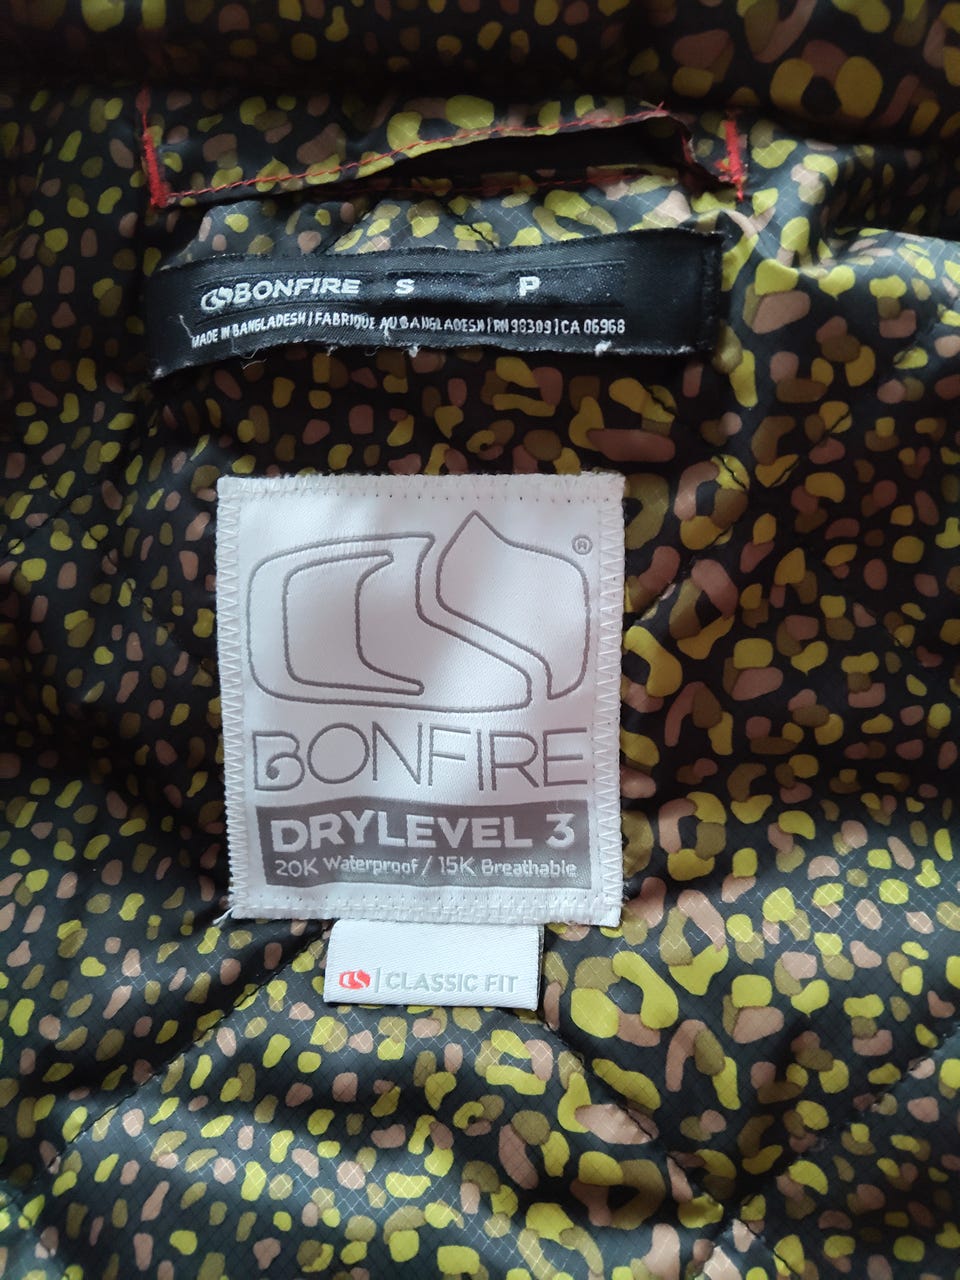 BONFIRE S P
MADE IN BANGLADESH | FABRIQUE AU BANGLADESH | RN 98309 | CA 06968
®
BONFIRE
DRYLEVEL 3
20K Waterproof / 15K Breathable
| CLASSIC FIT